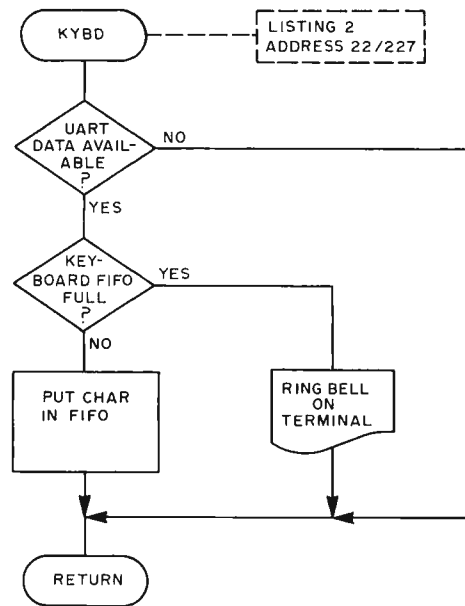 KYBD
LISTING 2
ADDRESS 22/227
UART
DATA AVAIL-
ABLE
?
NO
YES
KEY-
BOARD FIFO
FULL
?
YES
NO
PUT CHAR
IN FIFO
RING BELL
ON
TERMINAL
RETURN